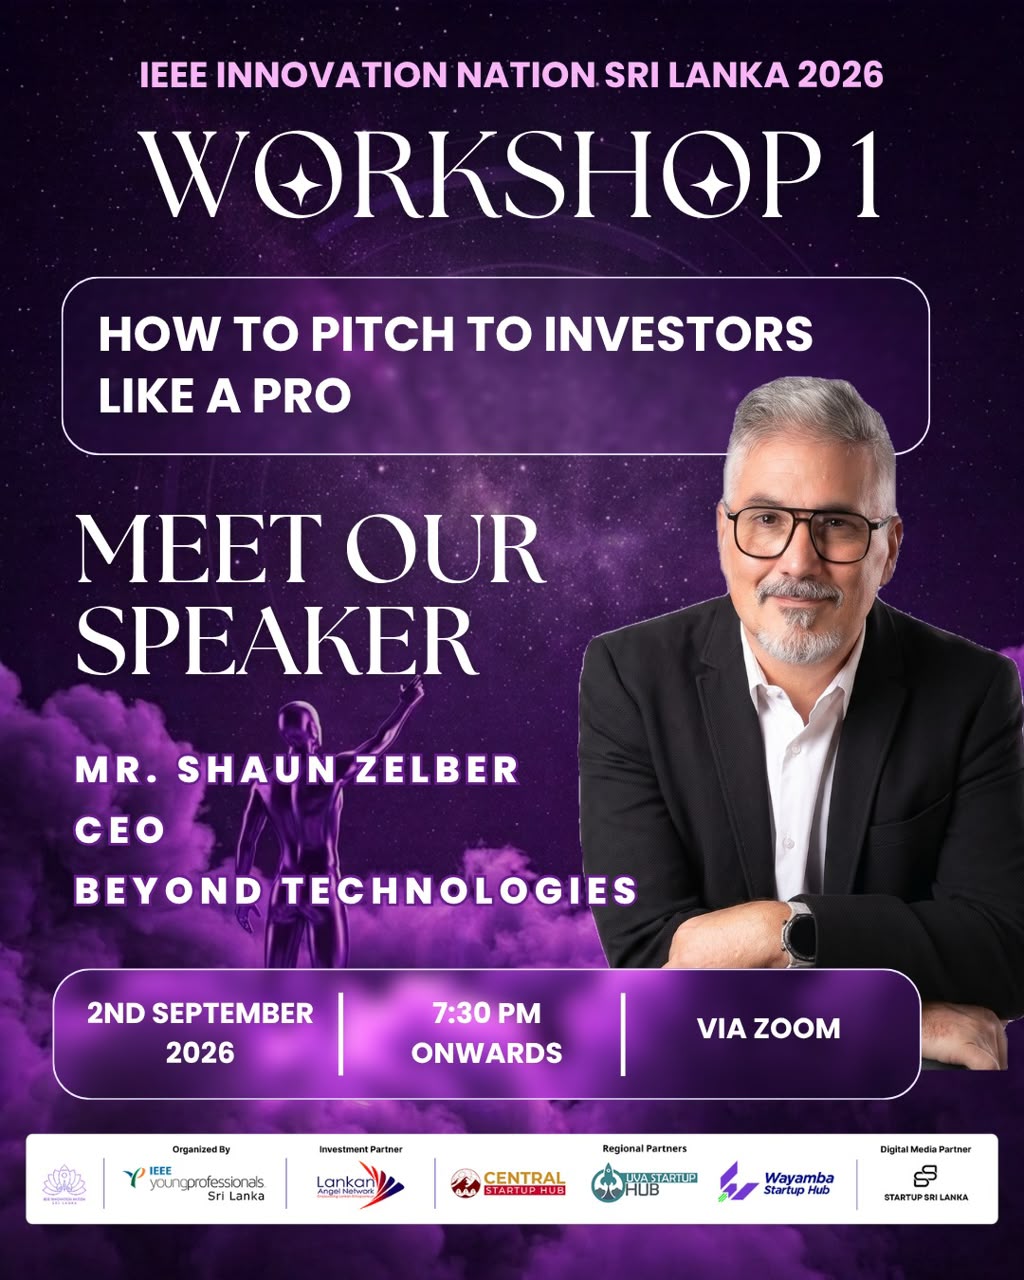 IEEE INNOVATION NATION SRI LANKA 2026
WORKSHOP 1
HOW TO PITCH TO INVESTORS
LIKE A PRO
MEET OUR
SPEAKER
MR. SHAUN ZELBER
CEO
BEYOND TECHNOLOGIES
2ND SEPTEMBER
2026
7:30 PM
ONWARDS
VIA ZOOM
Organized By
IEEE
youngprofessionals
Sri Lanka
Investment Partner
Lankan
Angel Network
Regional Partners
CENTRAL
STARTUP HUB
UVA STARTUP
HUB
Wayamba
Startup Hub
Digital Media Partner
STARTUP SRI LANKA